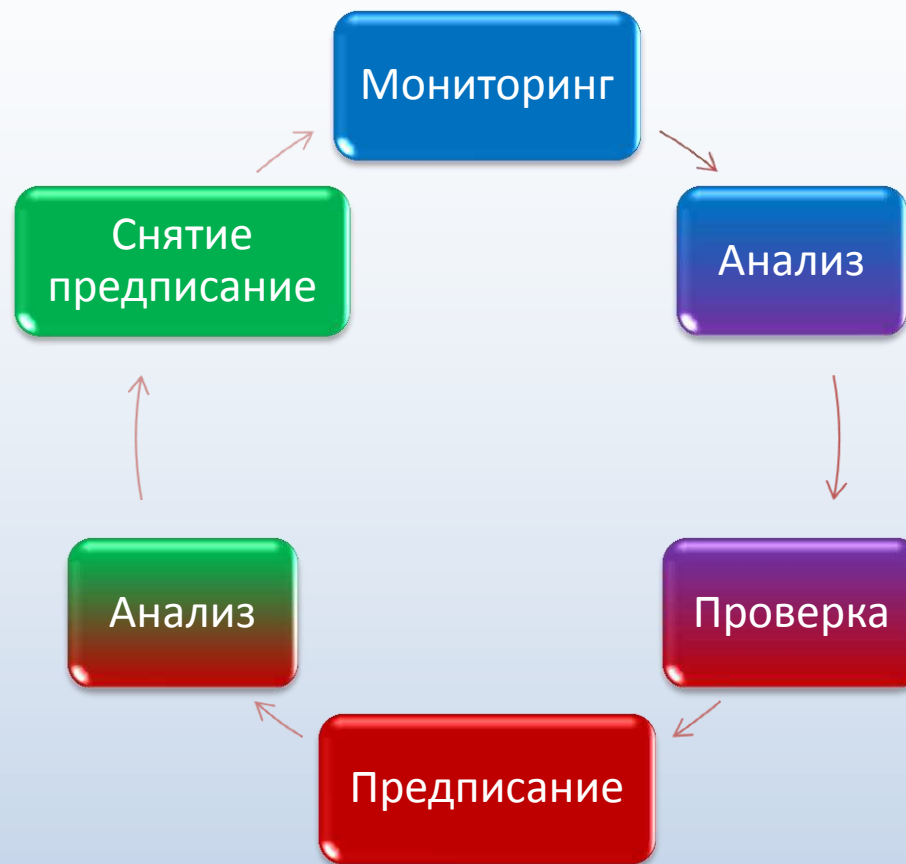 Мониторинг
Анализ
Проверка
Предписание
Анализ
Снятие
предписание